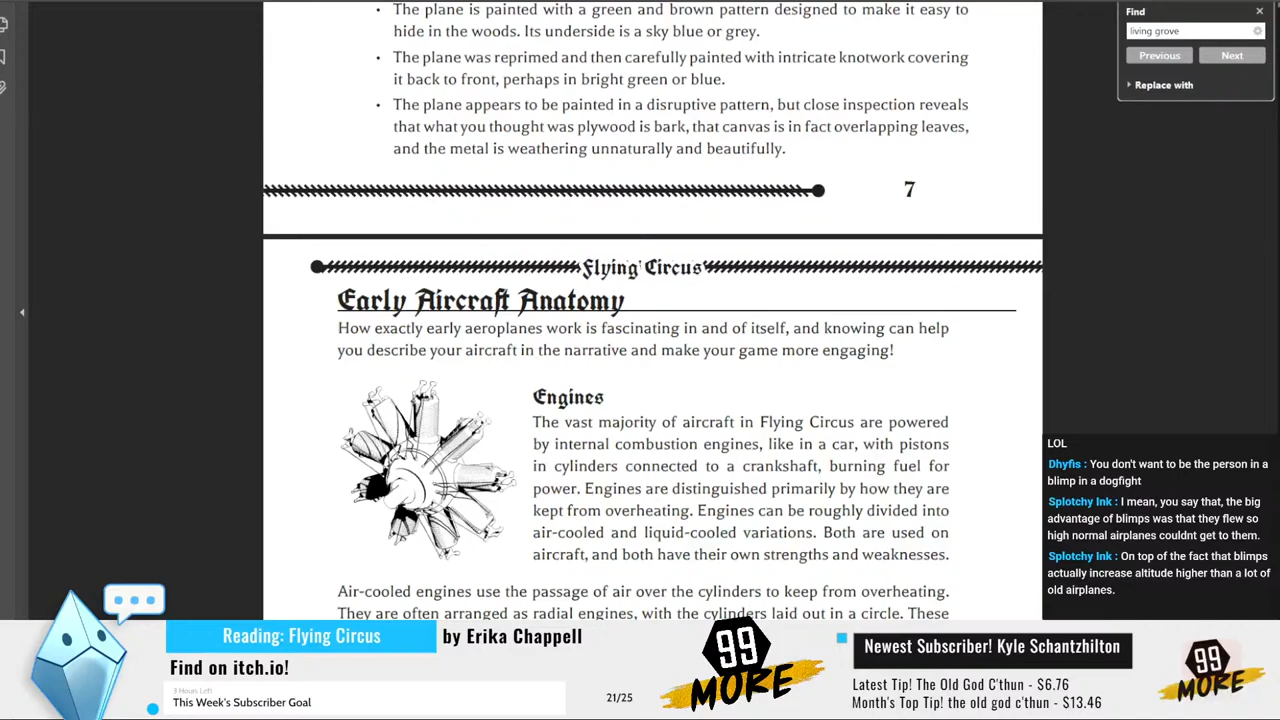 • The plane is painted with a green and brown pattern designed to make it easy to
hide in the woods. Its underside is a sky blue or grey.
• The plane was reprimed and then carefully painted with intricate knotwork covering
it back to front, perhaps in bright green or blue.
• The plane appears to be painted in a disruptive pattern, but close inspection reveals
that what you thought was plywood is bark, that canvas is in fact overlapping leaves,
and the metal is weathering unnaturally and beautifully.
7
Flying Circus
Early Aircraft Anatomy
How exactly early aeroplanes work is fascinating in and of itself, and knowing can help
you describe your aircraft in the narrative and make your game more engaging!
Engines
The vast majority of aircraft in Flying Circus are powered
by internal combustion engines, like in a car, with pistons
in cylinders connected to a crankshaft, burning fuel for
power. Engines are distinguished primarily by how they are
kept from overheating. Engines can be roughly divided into
air-cooled and liquid-cooled variations. Both are used on
aircraft, and both have their own strengths and weaknesses.
Air-cooled engines use the passage of air over the cylinders to keep from overheating.
They are often arranged as radial engines, with the cylinders laid out in a circle. These
Find
living grove
Previous
Next
Replace with
LOL
Dhyfis : You don't want to be the person in a
blimp in a dogfight
Splotchy Ink : I mean, you say that, the big
advantage of blimps was that they flew so
high normal airplanes couldnt get to them.
Splotchy Ink : On top of the fact that blimps
actually increase altitude higher than a lot of
old airplanes.
Reading: Flying Circus
by Erika Chappell
Find on itch.io!
3 Hours Left
This Week's Subscriber Goal
21/25
99
MORE
Newest Subscriber! Kyle Schantzhilton
Latest Tip! The Old God C'thun - $6.76
Month's Top Tip! the old god c'thun - $13.46
99
MORE